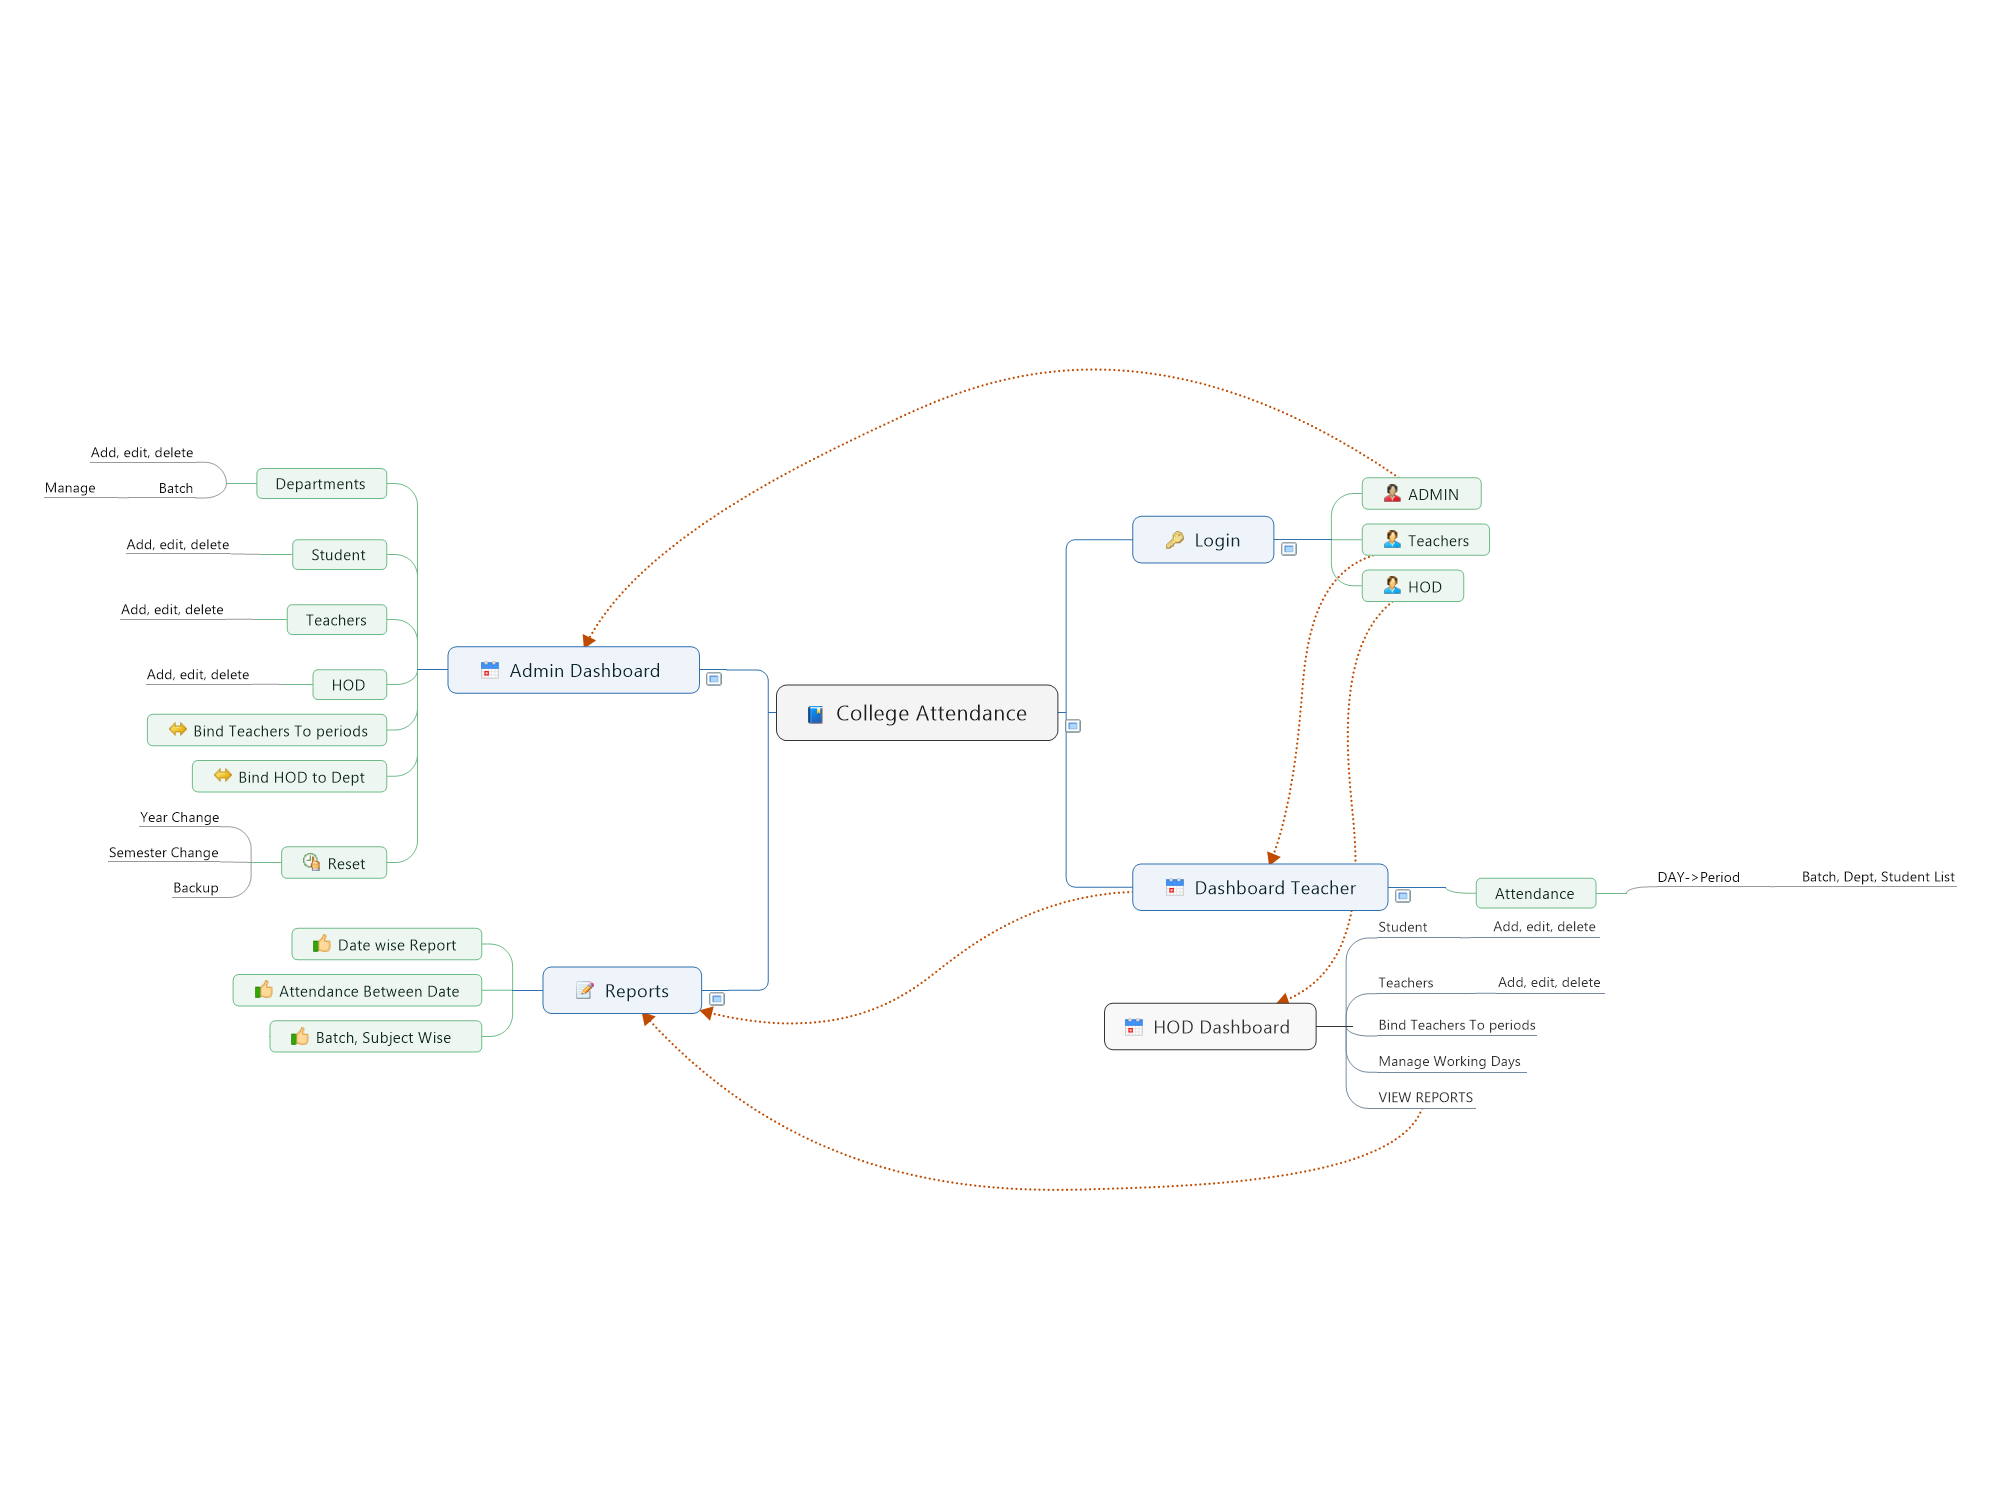 College Attendance
Login
ADMIN
Teachers
HOD
Dashboard Teacher
Attendance
DAY->Period
Batch, Dept, Student List
HOD Dashboard
Student
Add, edit, delete
Teachers
Add, edit, delete
Bind Teachers To periods
Manage Working Days
VIEW REPORTS
Admin Dashboard
Departments
Add, edit, delete
Batch
Manage
Student
Add, edit, delete
Teachers
Add, edit, delete
HOD
Add, edit, delete
Bind Teachers To periods
Bind HOD to Dept
Reset
Year Change
Semester Change
Backup
Reports
Date wise Report
Attendance Between Date
Batch, Subject Wise